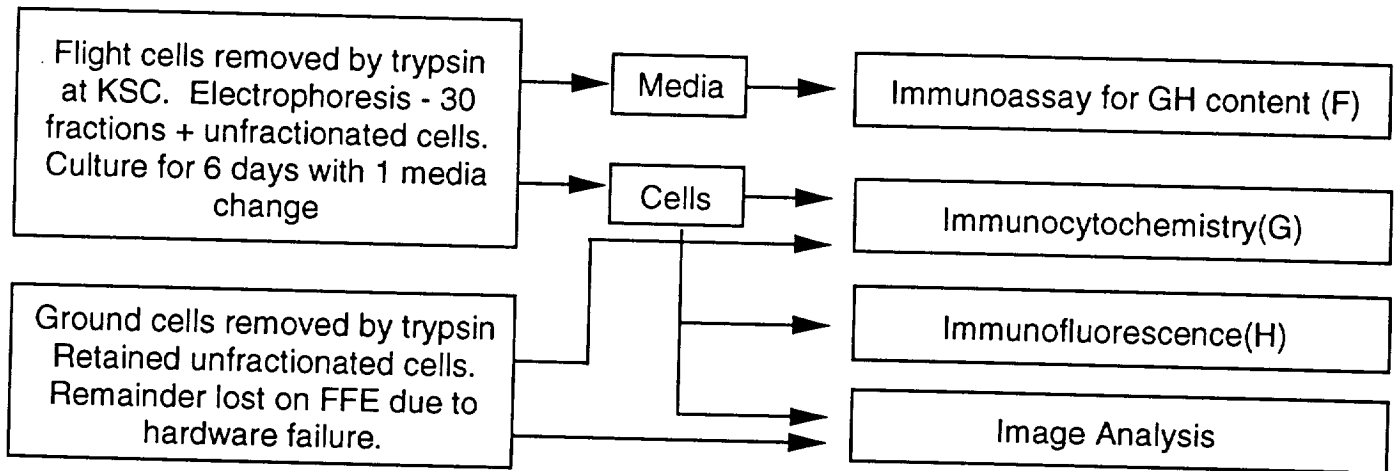 Flight cells removed by trypsin
at KSC. Electrophoresis - 30
fractions + unfractionated cells.
Culture for 6 days with 1 media
change
Media
Immunoassay for GH content (F)
Cells
Immunocytochemistry(G)
Ground cells removed by trypsin
Retained unfractionated cells.
Remainder lost on FFE due to
hardware failure.
Immunofluorescence(H)
Image Analysis